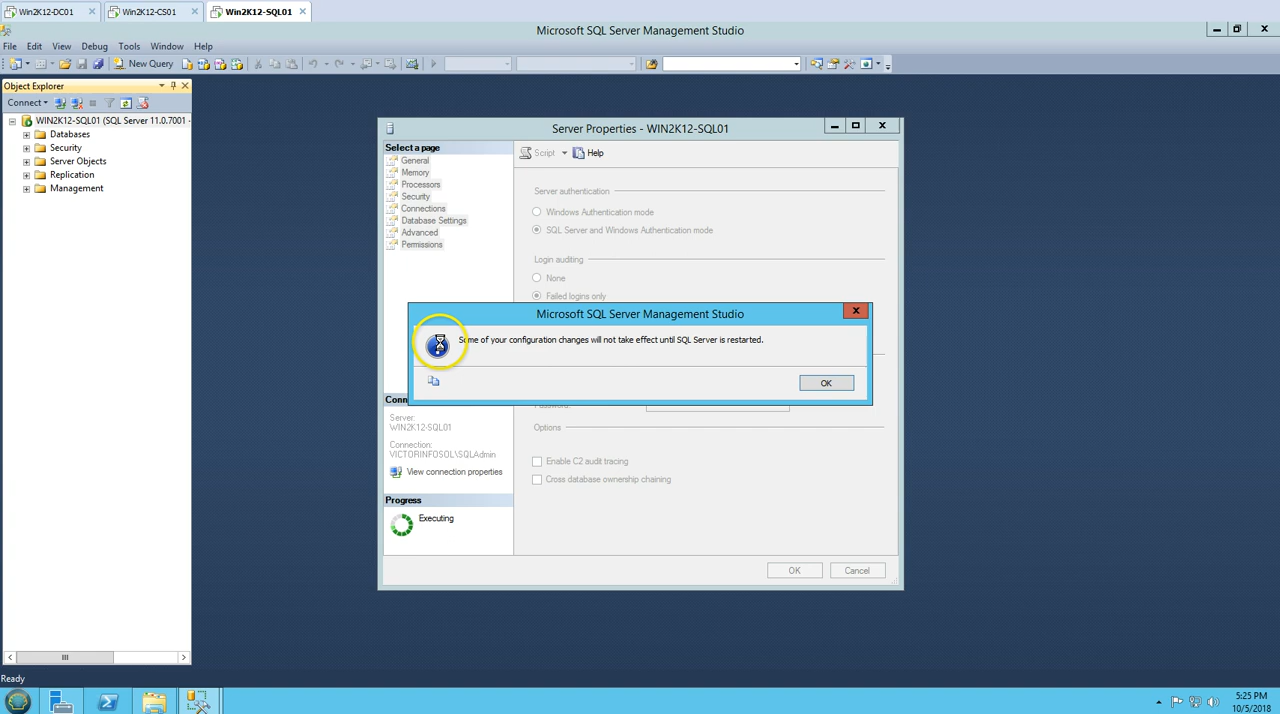 Win2K12-DC01
Win2K12-CS01
Win2K12-SQL01
Microsoft SQL Server Management Studio
File Edit View Debug Tools Window Help
New Query
Object Explorer
Connect
WIN2K12-SQL01 (SQL Server 11.0.7001 -
Databases
Security
Server Objects
Replication
Management
Server Properties - WIN2K12-SQL01
Select a page
General
Memory
Processors
Security
Connections
Database Settings
Advanced
Permissions
Script
Help
Server authentication
Windows Authentication mode
SQL Server and Windows Authentication mode
Login auditing
None
Failed logins only
Microsoft SQL Server Management Studio
Some of your configuration changes will not take effect until SQL Server is restarted.
OK
Options
Enable C2 audit tracing
Cross database ownership chaining
Server:
WIN2K12-SQL01
Connection:
VICTORINFOSOL\SQLAdmin
View connection properties
Progress
Executing
OK
Cancel
Ready
5:25 PM
10/5/2018